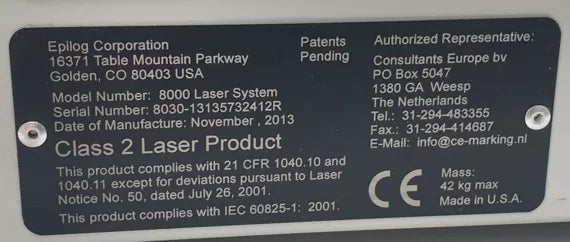 Epilog Corporation
16371 Table Mountain Parkway
Golden, CO 80403 USA
Patents
Pending
Model Number: 8000 Laser System
Serial Number: 8030-13135732412R
Date of Manufacture: November , 2013
Class 2 Laser Product
This product complies with 21 CFR 1040.10 and
1040.11 except for deviations pursuant to Laser
Notice No. 50, dated July 26, 2001.
This product complies with IEC 60825-1: 2001.
Authorized Representative:
Consultants Europe bv
PO Box 5047
1380 GA Weesp
The Netherlands
Tel.: 31-294-483355
Fax.: 31-294-414687
E-Mail: info@ce-marking.nl
CE
Mass:
42 kg max
Made in U.S.A.